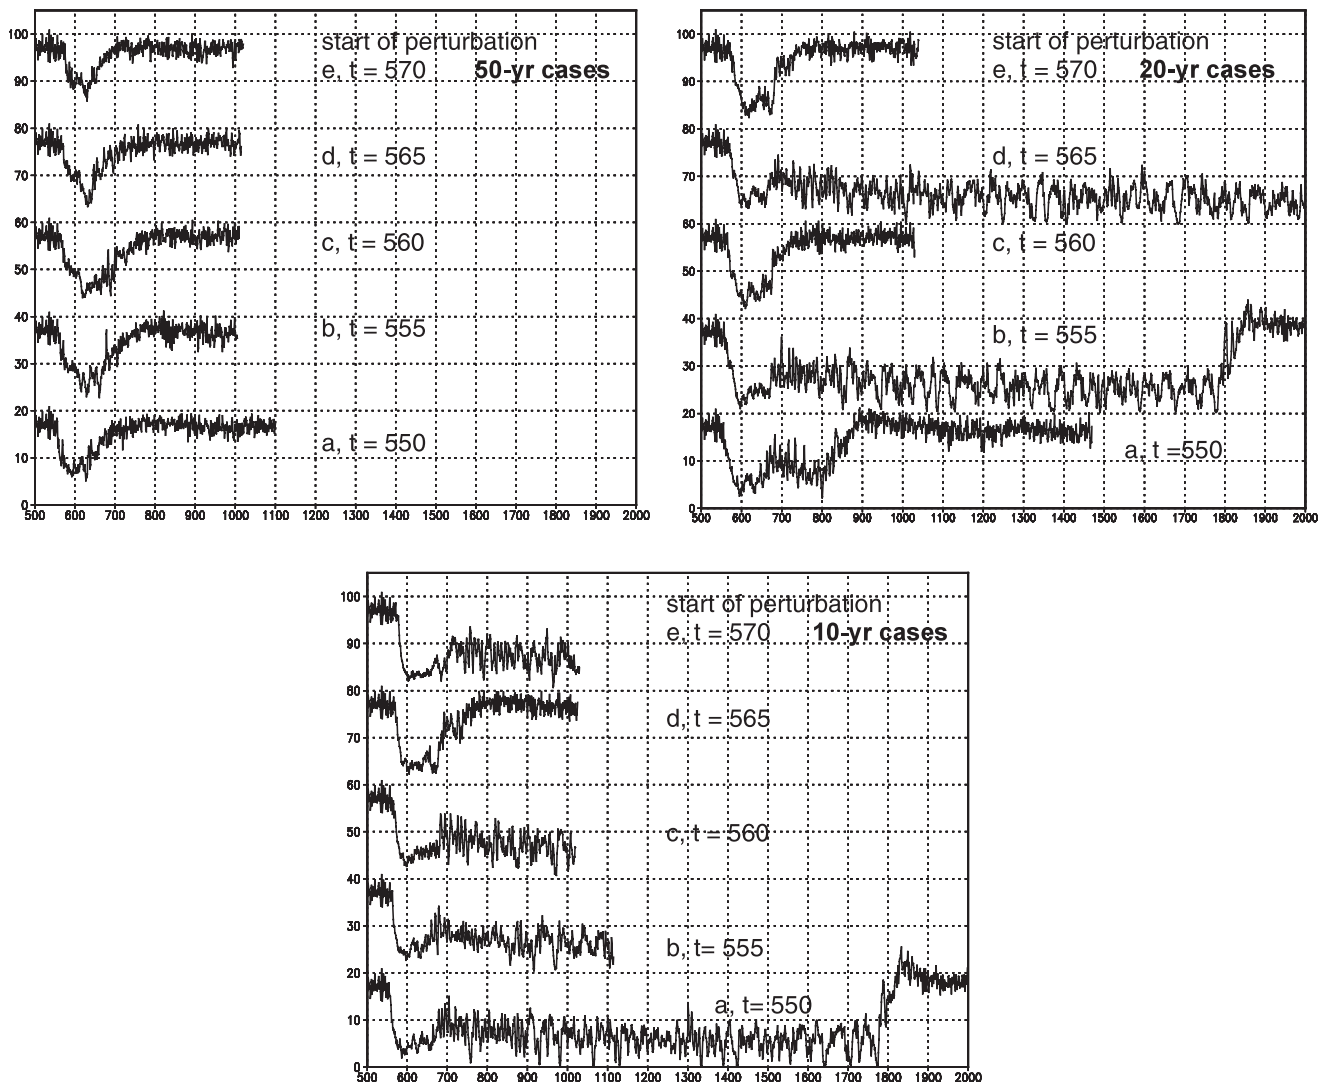 start of perturbation
e, t = 570 50-yr cases
d, t = 565
c, t = 560
b, t = 555
a, t = 550
100
90
80
70
60
50
40
30
20
10
0
500 600 700 800 900 1000 1100 1200 1300 1400 1500 1600 1700 1800 1900 2000
start of perturbation
e, t = 570 20-yr cases
d, t = 565
c, t = 560
b, t = 555
a, t =550
100
90
80
70
60
50
40
30
20
10
0
500 600 700 800 900 1000 1100 1200 1300 1400 1500 1600 1700 1800 1900 2000
start of perturbation
e, t = 570 10-yr cases
d, t = 565
c, t = 560
b, t= 555
a, t= 550
100
90
80
70
60
50
40
30
20
10
0
500 600 700 800 900 1000 1100 1200 1300 1400 1500 1600 1700 1800 1900 2000